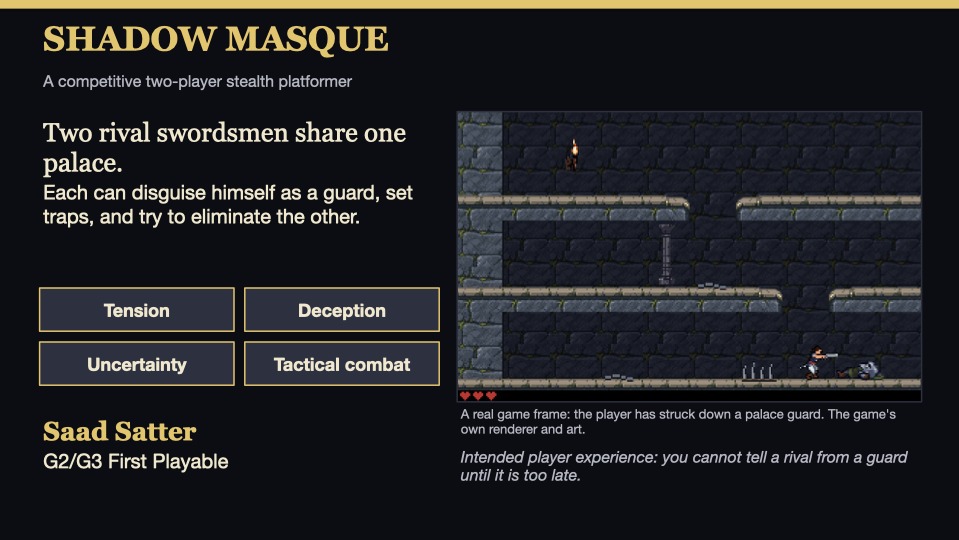 SHADOW MASQUE
A competitive two-player stealth platformer
Two rival swordsmen share one
palace.
Each can disguise himself as a guard, set
traps, and try to eliminate the other.
Tension
Deception
Uncertainty
Tactical combat
Saad Satter
G2/G3 First Playable
A real game frame: the player has struck down a palace guard. The game's
own renderer and art.
Intended player experience: you cannot tell a rival from a guard
until it is too late.